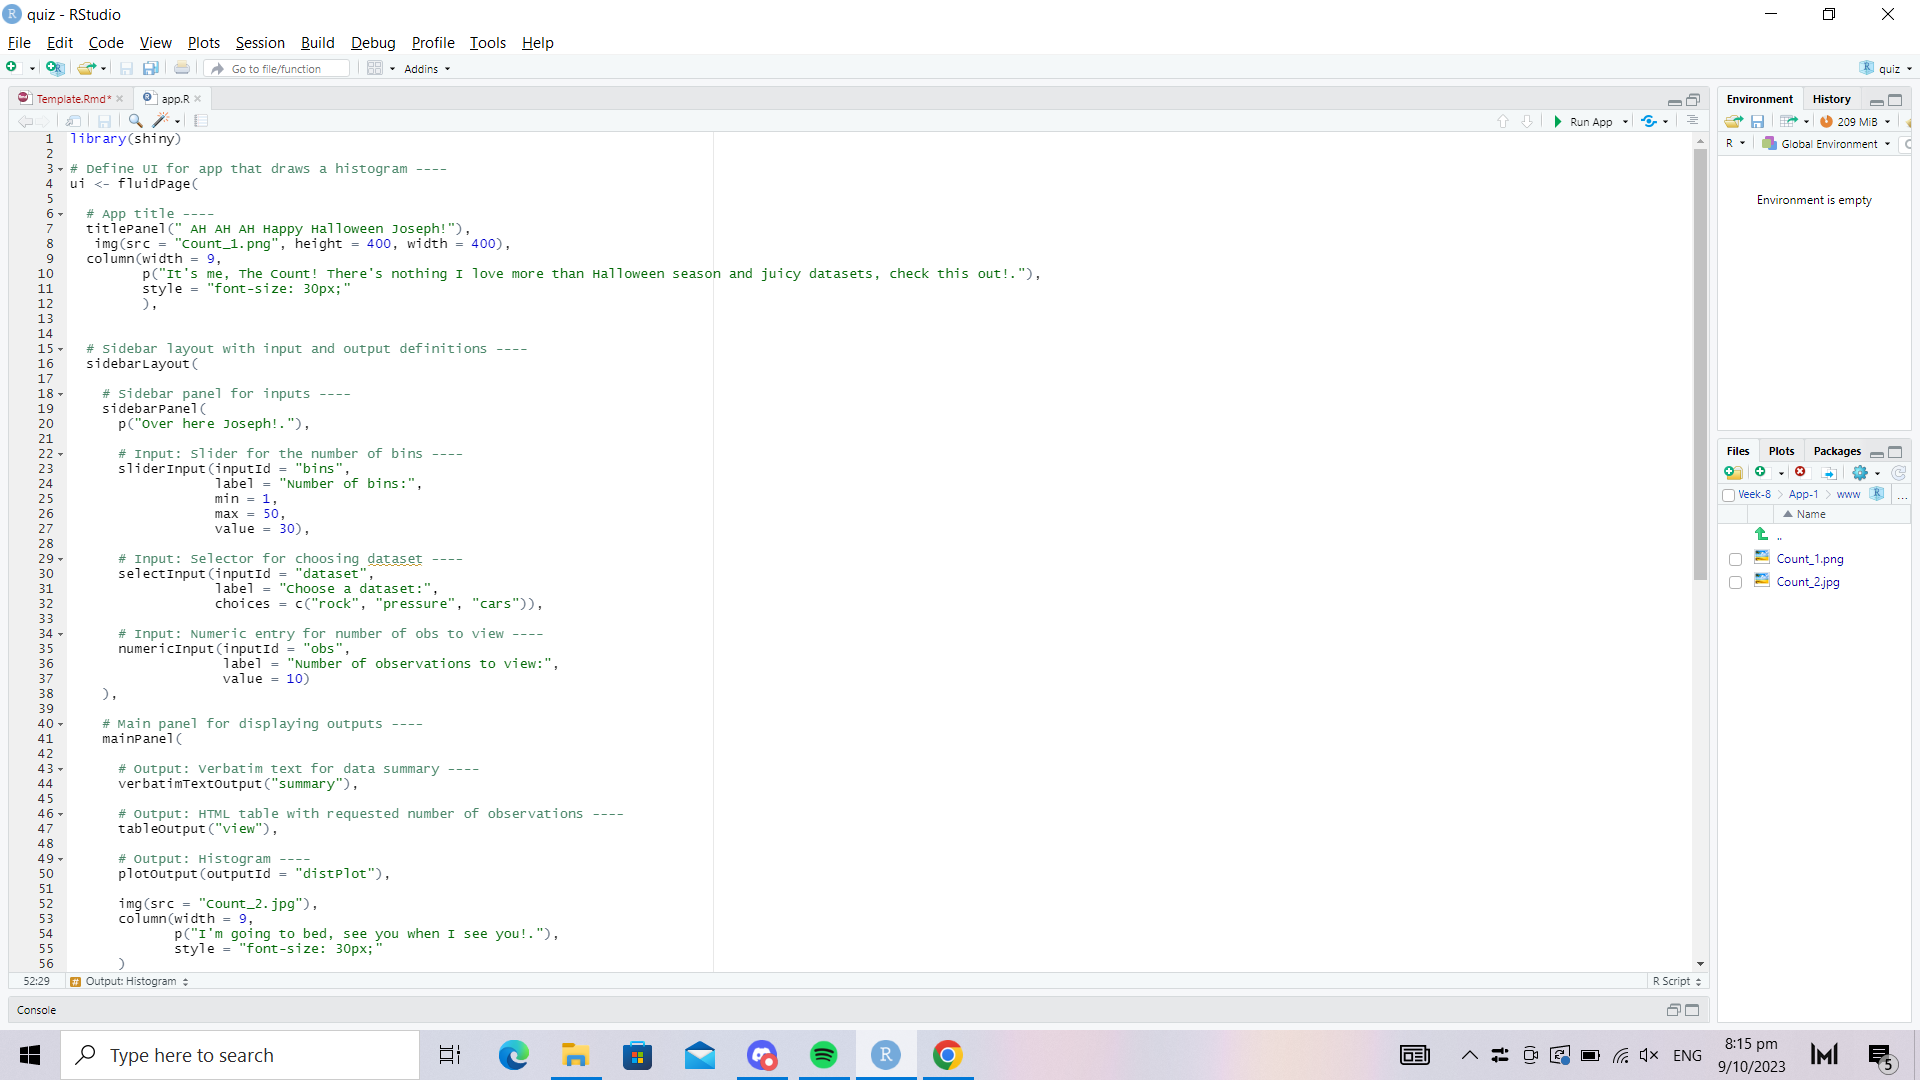 quiz - RStudio
File Edit Code View Plots Session Build Debug Profile Tools Help
Go to file/function Addins quiz
Template.Rmd* app.R
Run App
1 library(shiny)
2
3 # Define UI for app that draws a histogram ----
4 ui <- fluidPage(
5
6 # App title ----
7 titlePanel(" AH AH AH Happy Halloween Joseph!"),
8 img(src = "Count_1.png", height = 400, width = 400),
9 column(width = 9,
10 p("It's me, The Count! There's nothing I love more than Halloween season and juicy datasets, check this out!."),
11 style = "font-size: 30px;"
12 ),
13
14
15 # Sidebar layout with input and output definitions ----
16 sidebarLayout(
17
18 # Sidebar panel for inputs ----
19 sidebarPanel(
20 p("Over here Joseph!."),
21
22 # Input: Slider for the number of bins ----
23 sliderInput(inputId = "bins",
24 label = "Number of bins:",
25 min = 1,
26 max = 50,
27 value = 30),
28
29 # Input: Selector for choosing dataset ----
30 selectInput(inputId = "dataset",
31 label = "Choose a dataset:",
32 choices = c("rock", "pressure", "cars")),
33
34 # Input: Numeric entry for number of obs to view ----
35 numericInput(inputId = "obs",
36 label = "Number of observations to view:",
37 value = 10)
38 ),
39
40 # Main panel for displaying outputs ----
41 mainPanel(
42
43 # Output: Verbatim text for data summary ----
44 verbatimTextOutput("summary"),
45
46 # Output: HTML table with requested number of observations ----
47 tableOutput("view"),
48
49 # Output: Histogram ----
50 plotOutput(outputId = "distPlot"),
51
52 img(src = "Count_2.jpg"),
53 column(width = 9,
54 p("I'm going to bed, see you when I see you!."),
55 style = "font-size: 30px;"
56 )
52:29 # Output: Histogram R Script
Console
Environment History
209 MiB
R Global Environment
Environment is empty
Files Plots Packages
Veek-8 > App-1 > www R ...
Name
..
Count_1.png
Count_2.jpg
Type here to search
ENG
8:15 pm
9/10/2023
5